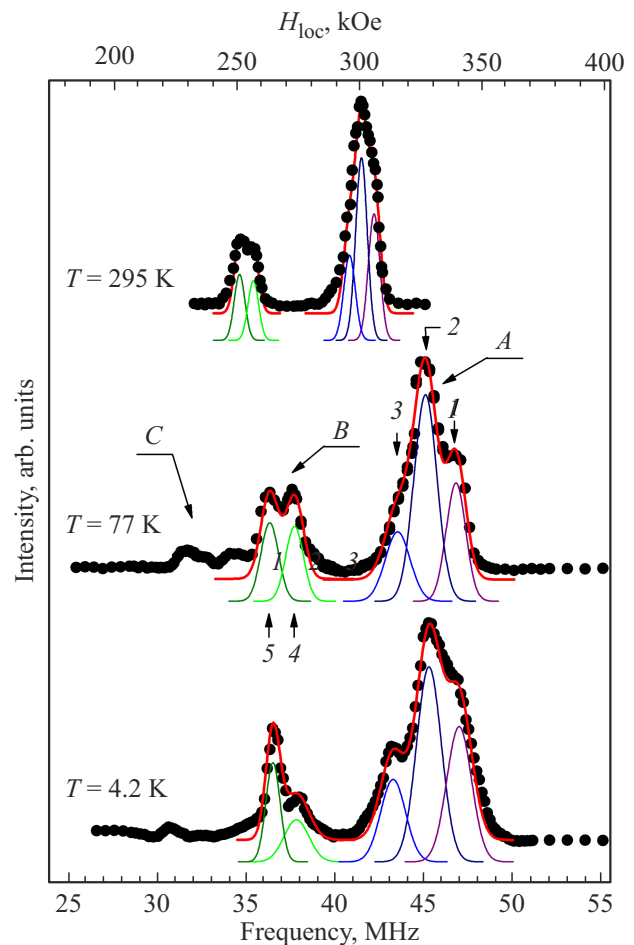 H_loc, kOe
200 250 300 350 400
T = 295 K
2
A
3 1
C B
T = 77 K
1 2 3
5 4
T = 4.2 K
Intensity, arb. units
25 30 35 40 45 50 55
Frequency, MHz